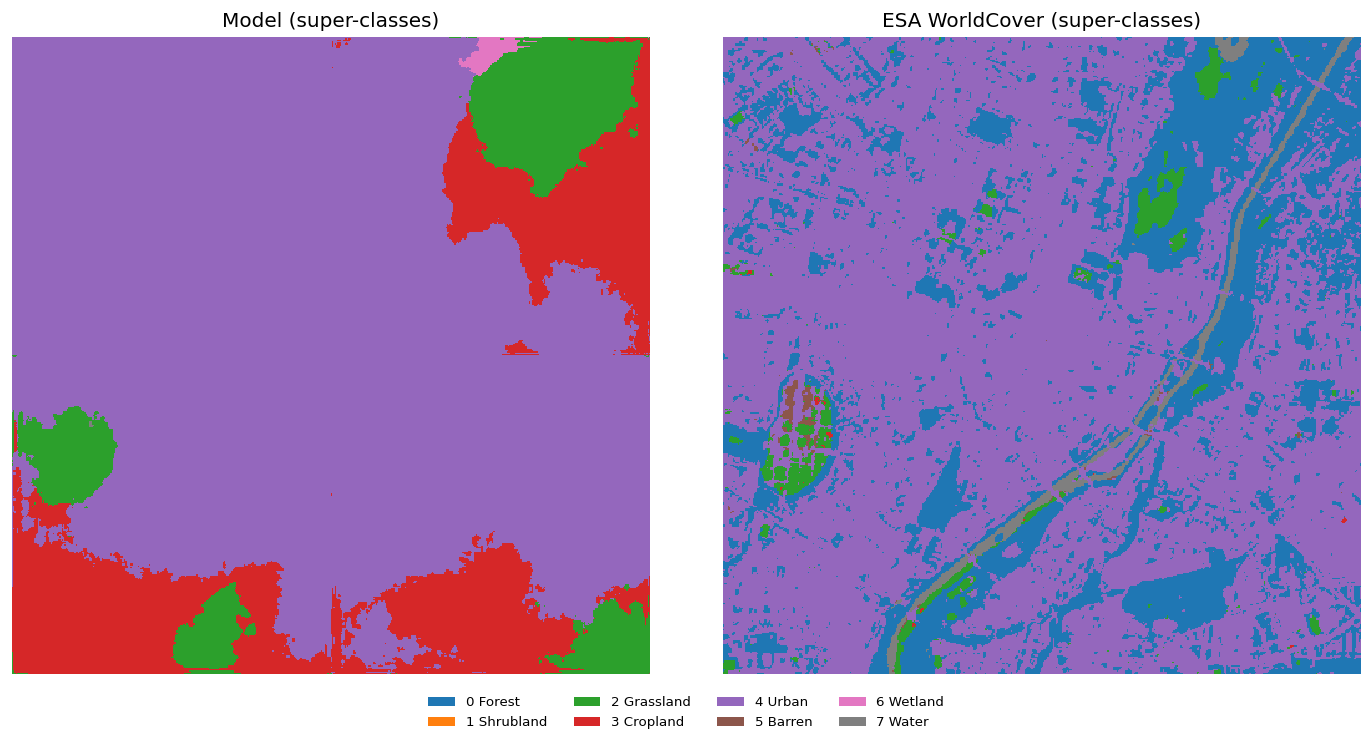 Model (super-classes)
ESA WorldCover (super-classes)
0 Forest
1 Shrubland
2 Grassland
3 Cropland
4 Urban
5 Barren
6 Wetland
7 Water